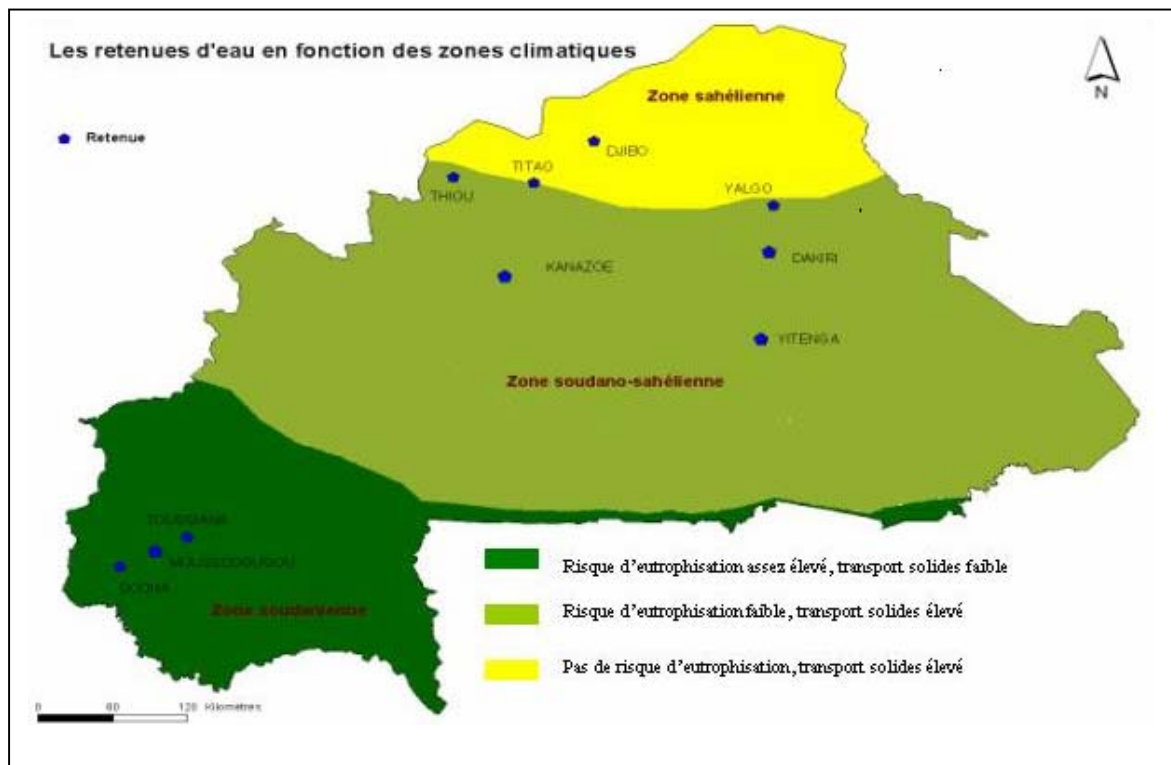 Les retenues d'eau en fonction des zones climatiques
N
Zone sahélienne
Retenue
DJIBO
TITAO
THIOU
YALGO
DAKIRI
KANAZOE
YITENGA
Zone soudano-sahélienne
TOUSSIANA
MOUSSODOUGOU
Zone soudanienne
Risque d'eutrophisation assez élevé, transport solides faible
Risque d'eutrophisation faible, transport solides élevé
Pas de risque d'eutrophisation, transport solides élevé
0 60 120 Kilomètres